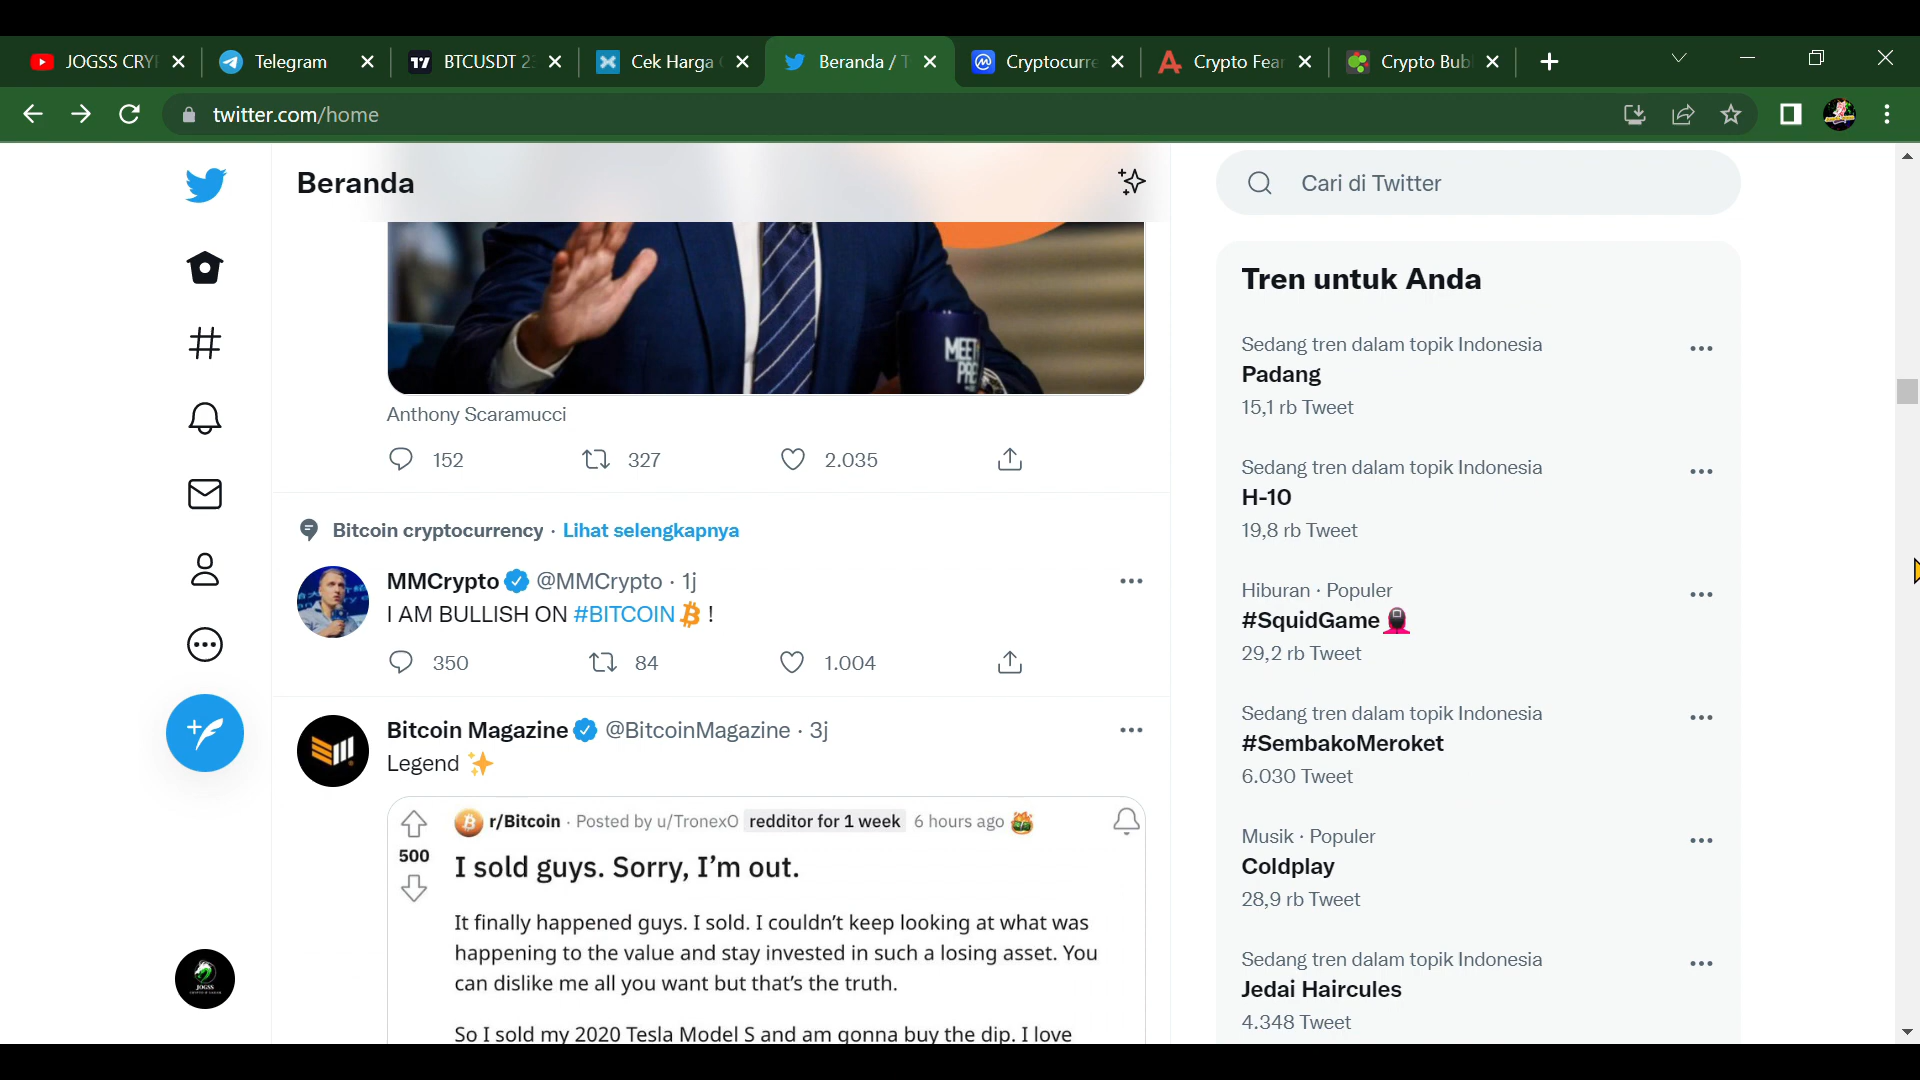 JOGSS CRY
Telegram
BTCUSDT 2
Cek Harga
Beranda / T
Cryptocurre
Crypto Fear
Crypto Bub
twitter.com/home
Beranda
MEET
PRE
Anthony Scaramucci
152
327
2.035
Bitcoin cryptocurrency · Lihat selengkapnya
MMCrypto @MMCrypto · 1j
I AM BULLISH ON #BITCOIN !
350
84
1.004
Bitcoin Magazine @BitcoinMagazine · 3j
Legend ✨
r/Bitcoin · Posted by u/TronexO redditor for 1 week 6 hours ago
500
I sold guys. Sorry, I’m out.
It finally happened guys. I sold. I couldn’t keep looking at what was
happening to the value and stay invested in such a losing asset. You
can dislike me all you want but that’s the truth.
So I sold my 2020 Tesla Model S and am gonna buy the dip. I love
JOGSS
Cari di Twitter
Tren untuk Anda
Sedang tren dalam topik Indonesia
Padang
15,1 rb Tweet
Sedang tren dalam topik Indonesia
H-10
19,8 rb Tweet
Hiburan · Populer
#SquidGame
29,2 rb Tweet
Sedang tren dalam topik Indonesia
#SembakoMeroket
6.030 Tweet
Musik · Populer
Coldplay
28,9 rb Tweet
Sedang tren dalam topik Indonesia
Jedai Haircules
4.348 Tweet